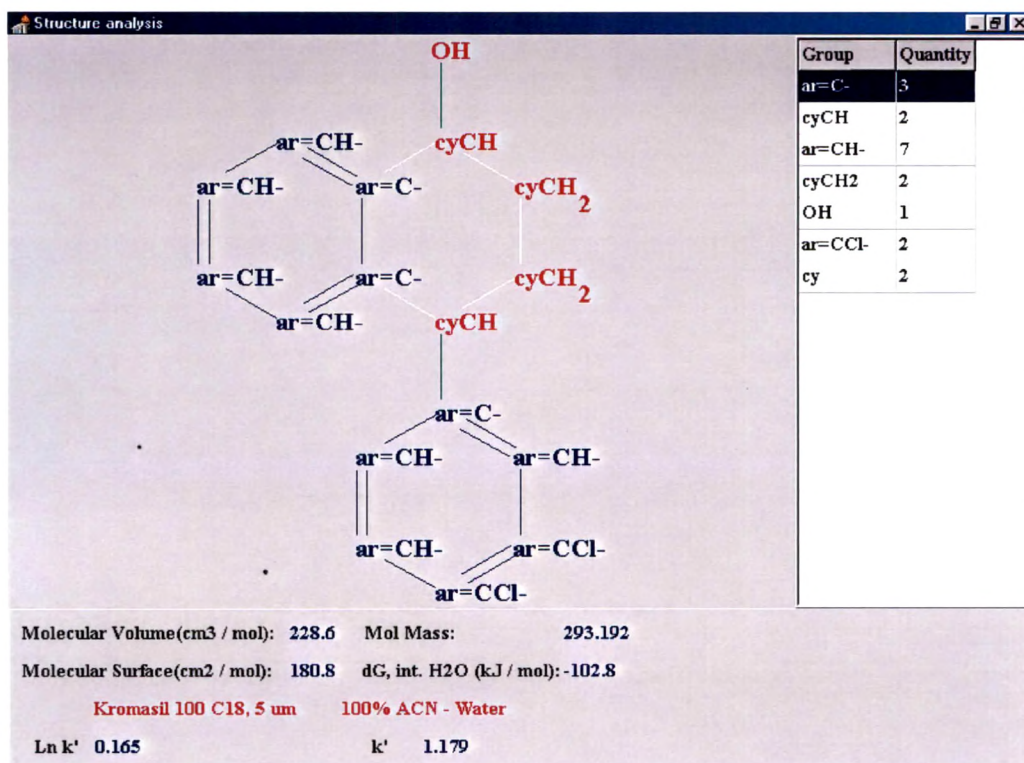 Structure analysis
OH
ar=CH- cyCH
ar=CH- ar=C- cyCH2
ar=CH- ar=C- cyCH2
ar=CH- cyCH
ar=C-
ar=CH- ar=CH-
ar=CH- ar=CCl-
ar=CCl-
Group Quantity
ar=C- 3
cyCH 2
ar=CH- 7
cyCH2 2
OH 1
ar=CCl- 2
cy 2
Molecular Volume(cm3 / mol): 228.6 Mol Mass: 293.192
Molecular Surface(cm2 / mol): 180.8 dG, int. H2O (kJ / mol): -102.8
Kromasil 100 C18, 5 um 100% ACN - Water
Ln k' 0.165 k' 1.179